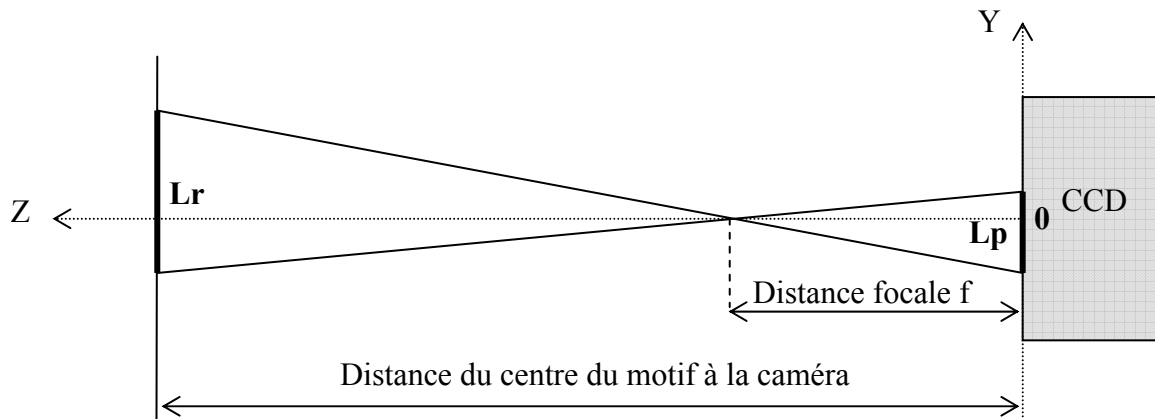 Y
Lr
Z
CCD
0
Lp
Distance focale f
Distance du centre du motif à la caméra